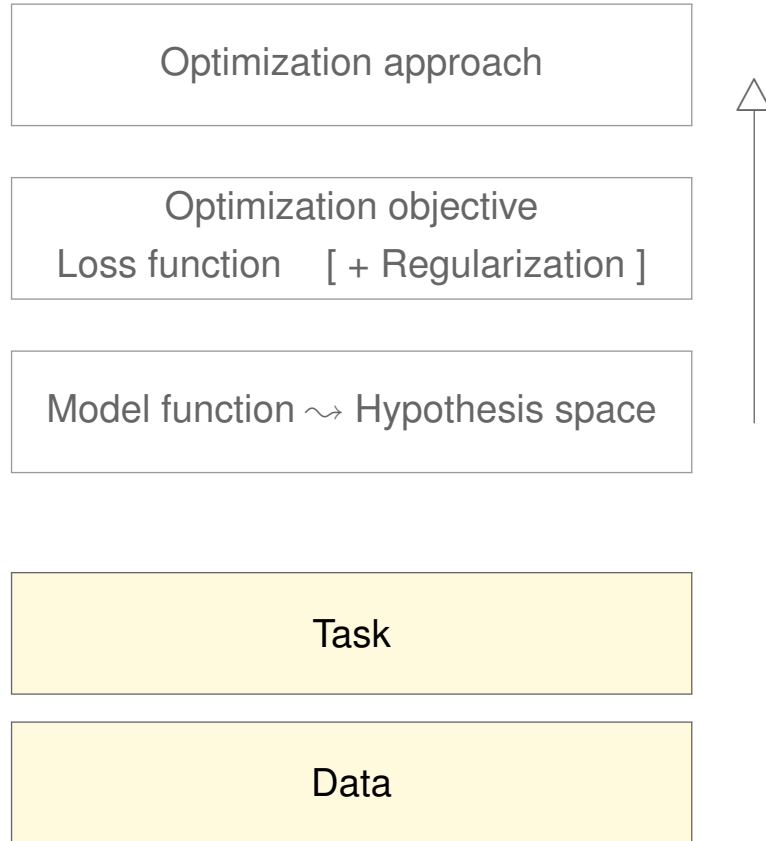 Optimization approach
Optimization objective
Loss function [ + Regularization ]
Model function ⤳ Hypothesis space
Task
Data